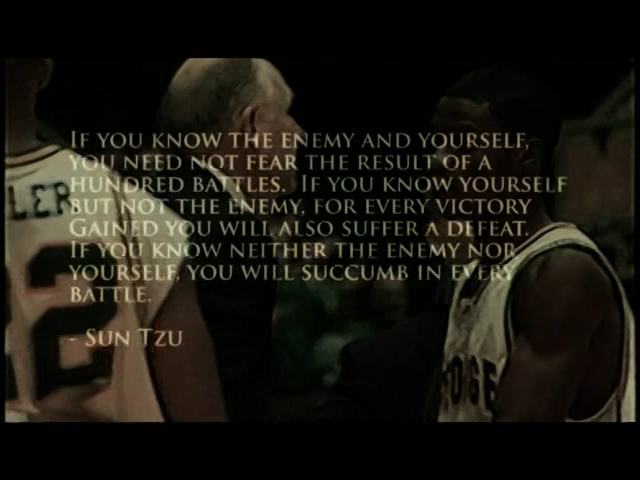 If you know the enemy and yourself,
you need not fear the result of a
hundred battles. If you know yourself
but not the enemy, for every victory
Gained you will also suffer a defeat.
If you know neither the enemy nor
yourself, you will succumb in every
battle.
- Sun Tzu
LER
22